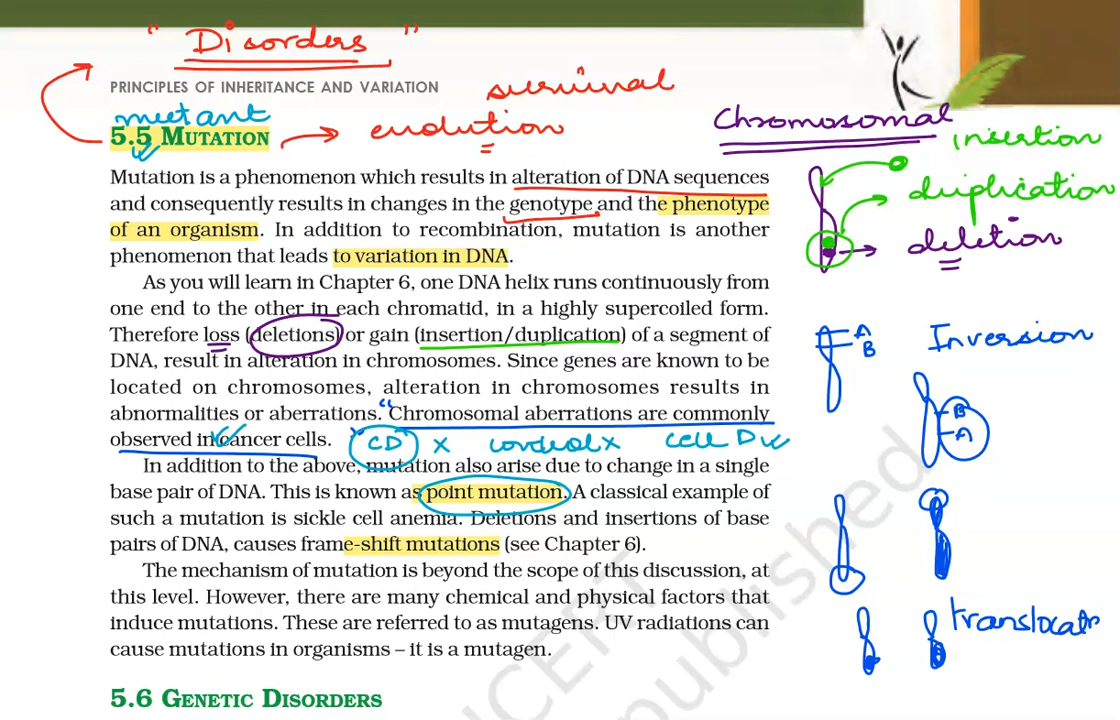 " Disorders "
PRINCIPLES OF INHERITANCE AND VARIATION
survival
mutant
evolution
5.5 MUTATION
Chromosomal
insertion
duplication
deletion
Mutation is a phenomenon which results in alteration of DNA sequences
and consequently results in changes in the genotype and the phenotype
of an organism. In addition to recombination, mutation is another
phenomenon that leads to variation in DNA.
As you will learn in Chapter 6, one DNA helix runs continuously from
one end to the other in each chromatid, in a highly supercoiled form.
Therefore loss (deletions) or gain (insertion/duplication) of a segment of
DNA, result in alteration in chromosomes. Since genes are known to be
located on chromosomes, alteration in chromosomes results in
abnormalities or aberrations. "Chromosomal aberrations are commonly
observed in cancer cells.
A
B
Inversion
B
A
"CD" x control x cell Div
In addition to the above, mutation also arise due to change in a single
base pair of DNA. This is known as point mutation. A classical example of
such a mutation is sickle cell anemia. Deletions and insertions of base
pairs of DNA, causes frame-shift mutations (see Chapter 6).
The mechanism of mutation is beyond the scope of this discussion, at
this level. However, there are many chemical and physical factors that
induce mutations. These are referred to as mutagens. UV radiations can
cause mutations in organisms – it is a mutagen.
translocatn
5.6 GENETIC DISORDERS
published